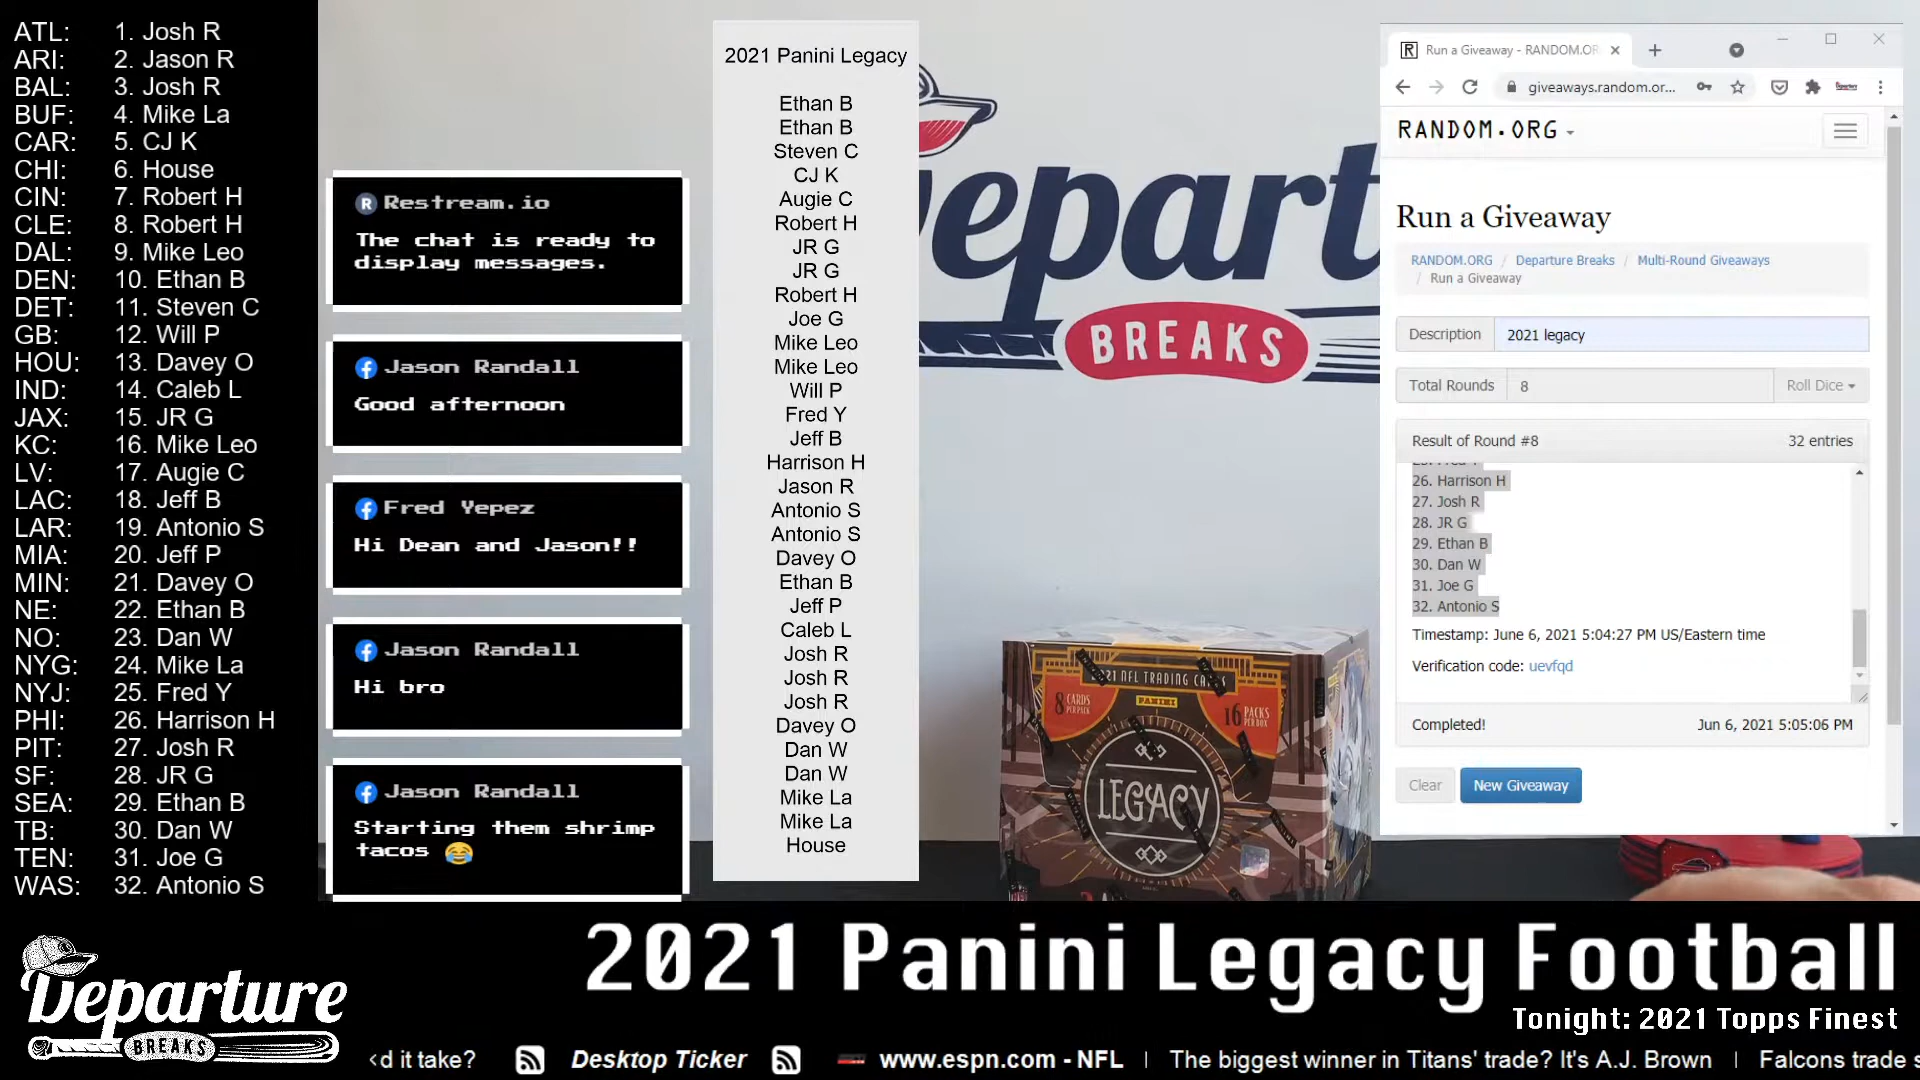 ATL: 1. Josh R
ARI: 2. Jason R
BAL: 3. Josh R
BUF: 4. Mike La
CAR: 5. CJ K
CHI: 6. House
CIN: 7. Robert H
CLE: 8. Robert H
DAL: 9. Mike Leo
DEN: 10. Ethan B
DET: 11. Steven C
GB: 12. Will P
HOU: 13. Davey O
IND: 14. Caleb L
JAX: 15. JR G
KC: 16. Mike Leo
LV: 17. Augie C
LAC: 18. Jeff B
LAR: 19. Antonio S
MIA: 20. Jeff P
MIN: 21. Davey O
NE: 22. Ethan B
NO: 23. Dan W
NYG: 24. Mike La
NYJ: 25. Fred Y
PHI: 26. Harrison H
PIT: 27. Josh R
SF: 28. JR G
SEA: 29. Ethan B
TB: 30. Dan W
TEN: 31. Joe G
WAS: 32. Antonio S
Restream.io
The chat is ready to
display messages.
Jason Randall
Good afternoon
Fred Yepez
Hi Dean and Jason!!
Jason Randall
Hi bro
Jason Randall
Starting them shrimp
tacos 😂
2021 Panini Legacy
Ethan B
Ethan B
Steven C
CJ K
Augie C
Robert H
JR G
JR G
Robert H
Joe G
Mike Leo
Mike Leo
Will P
Fred Y
Jeff B
Harrison H
Jason R
Antonio S
Antonio S
Davey O
Ethan B
Jeff P
Caleb L
Josh R
Josh R
Josh R
Davey O
Dan W
Dan W
Mike La
Mike La
House
Depart
BREAKS
2021 NFL TRADING CARDS
PANINI
8 CARDS
PER PACK
16 PACKS
PER BOX
LEGACY
Run a Giveaway - RANDOM.OR
giveaways.random.or...
RANDOM.ORG
Run a Giveaway
RANDOM.ORG / Departure Breaks / Multi-Round Giveaways
/ Run a Giveaway
Description 2021 legacy
Total Rounds 8 Roll Dice
Result of Round #8 32 entries
26. Harrison H
27. Josh R
28. JR G
29. Ethan B
30. Dan W
31. Joe G
32. Antonio S
Timestamp: June 6, 2021 5:04:27 PM US/Eastern time
Verification code: uevfqd
Completed! Jun 6, 2021 5:05:06 PM
Clear New Giveaway
Departure
BREAKS
2021 Panini Legacy Football
Tonight: 2021 Topps Finest
d it take? Desktop Ticker www.espn.com - NFL | The biggest winner in Titans' trade? It's A.J. Brown | Falcons trade s